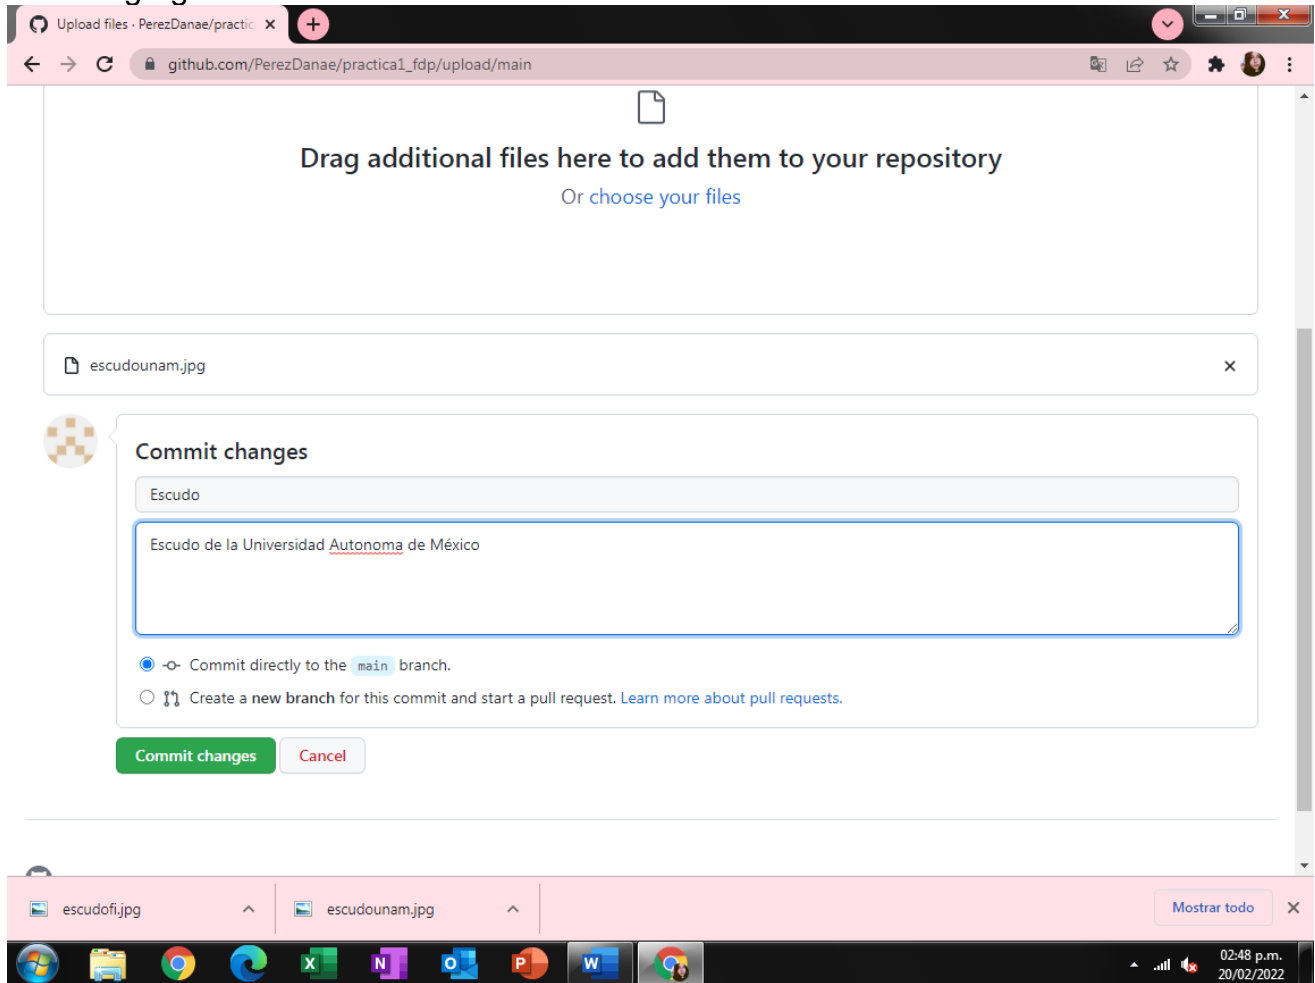 Upload files · PerezDanae/practic
github.com/PerezDanae/practica1_fdp/upload/main
Drag additional files here to add them to your repository
Or choose your files
escudounam.jpg
Commit changes
Escudo
Escudo de la Universidad Autonoma de México
Commit directly to the main branch.
Create a new branch for this commit and start a pull request. Learn more about pull requests.
Commit changes Cancel
escudofi.jpg escudounam.jpg Mostrar todo
02:48 p.m.
20/02/2022